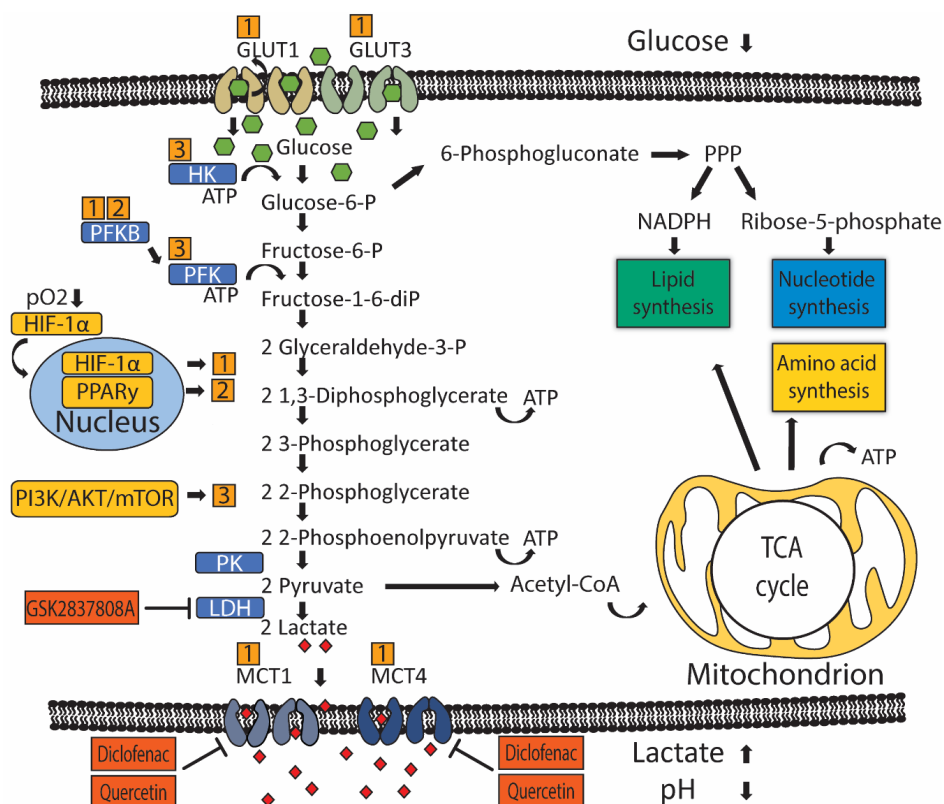 1
1
GLUT1
GLUT3
Glucose
3
HK
ATP
Glucose
Glucose-6-P
6-Phosphogluconate
PPP
NADPH
Ribose-5-phosphate
Lipid
synthesis
Nucleotide
synthesis
1 2
PFKB
3
PFK
ATP
Fructose-6-P
Fructose-1-6-diP
pO2
HIF-1α
HIF-1α
PPARy
Nucleus
1
2
2 Glyceraldehyde-3-P
2 1,3-Diphosphoglycerate
ATP
2 3-Phosphoglycerate
Amino acid
synthesis
PI3K/AKT/mTOR
3
2 2-Phosphoglycerate
2 2-Phosphoenolpyruvate
ATP
PK
2 Pyruvate
Acetyl-CoA
ATP
TCA
cycle
Mitochondrion
GSK2837808A
LDH
2 Lactate
1
1
MCT1
MCT4
Diclofenac
Quercetin
Diclofenac
Quercetin
Lactate
pH